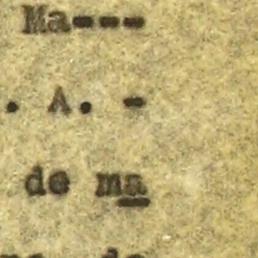 Ma---
. A. -
de ma